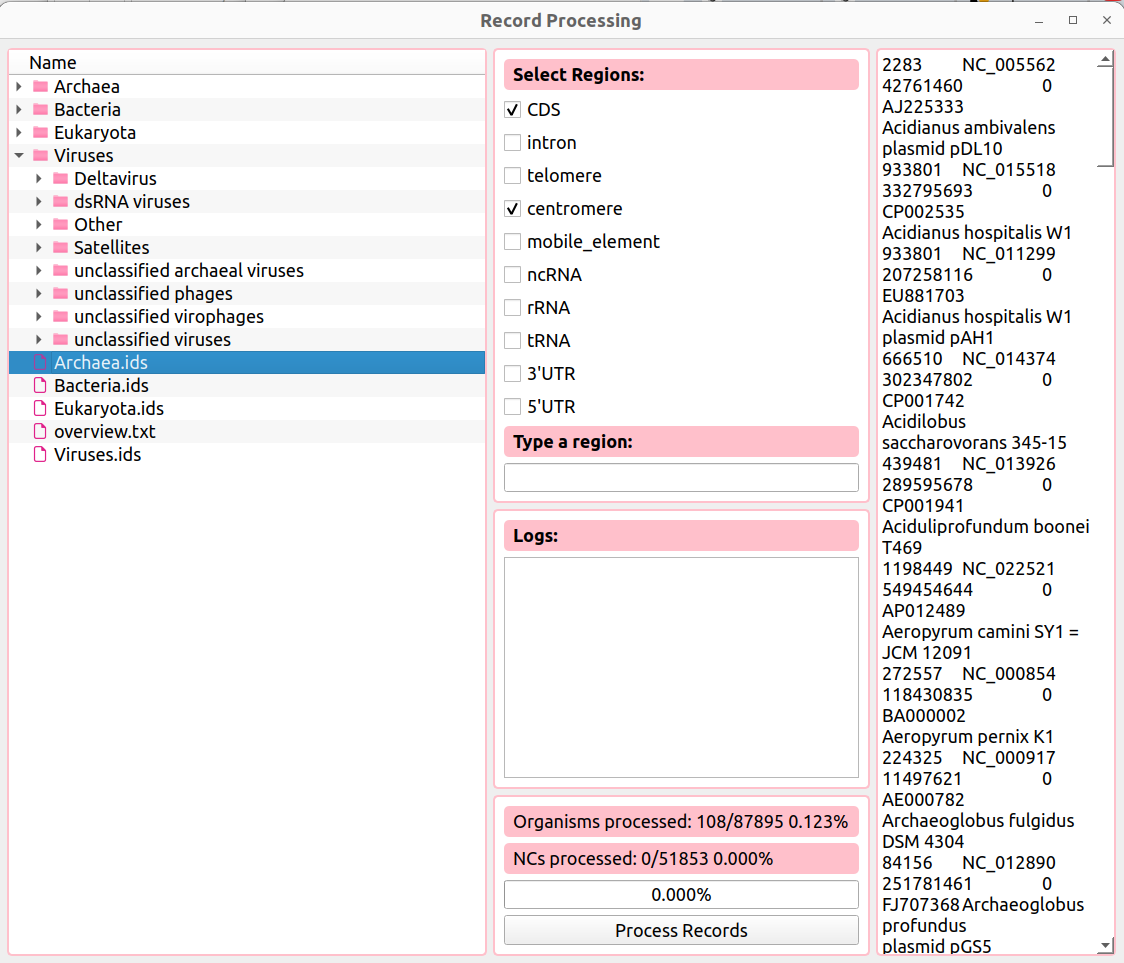 Record Processing
Name
Archaea
Bacteria
Eukaryota
Viruses
Deltavirus
dsRNA viruses
Other
Satellites
unclassified archaeal viruses
unclassified phages
unclassified virophages
unclassified viruses
Archaea.ids
Bacteria.ids
Eukaryota.ids
overview.txt
Viruses.ids
Select Regions:
CDS
intron
telomere
centromere
mobile_element
ncRNA
rRNA
tRNA
3'UTR
5'UTR
Type a region:
Logs:
Organisms processed: 108/87895 0.123%
NCs processed: 0/51853 0.000%
0.000%
Process Records
2283 NC_005562
42761460 0
AJ225333
Acidianus ambivalens
plasmid pDL10
933801 NC_015518
332795693 0
CP002535
Acidianus hospitalis W1
933801 NC_011299
207258116 0
EU881703
Acidianus hospitalis W1
plasmid pAH1
666510 NC_014374
302347802 0
CP001742
Acidilobus
saccharovorans 345-15
439481 NC_013926
289595678 0
CP001941
Aciduliprofundum boonei
T469
1198449 NC_022521
549454644 0
AP012489
Aeropyrum camini SY1 =
JCM 12091
272557 NC_000854
118430835 0
BA000002
Aeropyrum pernix K1
224325 NC_000917
11497621 0
AE000782
Archaeoglobus fulgidus
DSM 4304
84156 NC_012890
251781461 0
FJ707368 Archaeoglobus
profundus
plasmid pGS5